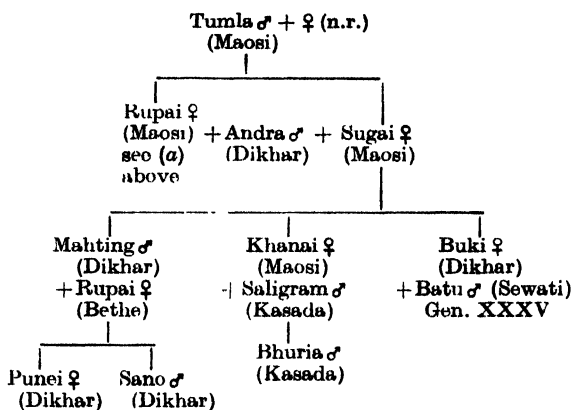 Tumla ♂ + ♀ (n.r.)
(Maosi)
Rupai ♀
(Maosi) + Andra ♂ + Sugai ♀
see (a) (Dikhar) (Maosi)
above
Mahting ♂ Khanai ♀ Buki ♀
(Dikhar) (Maosi) (Dikhar)
+ Rupai ♀ + Saligram ♂ + Batu ♂ (Sewati)
(Bethe) (Kasada) Gen. XXXV
Bhuria ♂
Punei ♀ Sano ♂ (Kasada)
(Dikhar) (Dikhar)